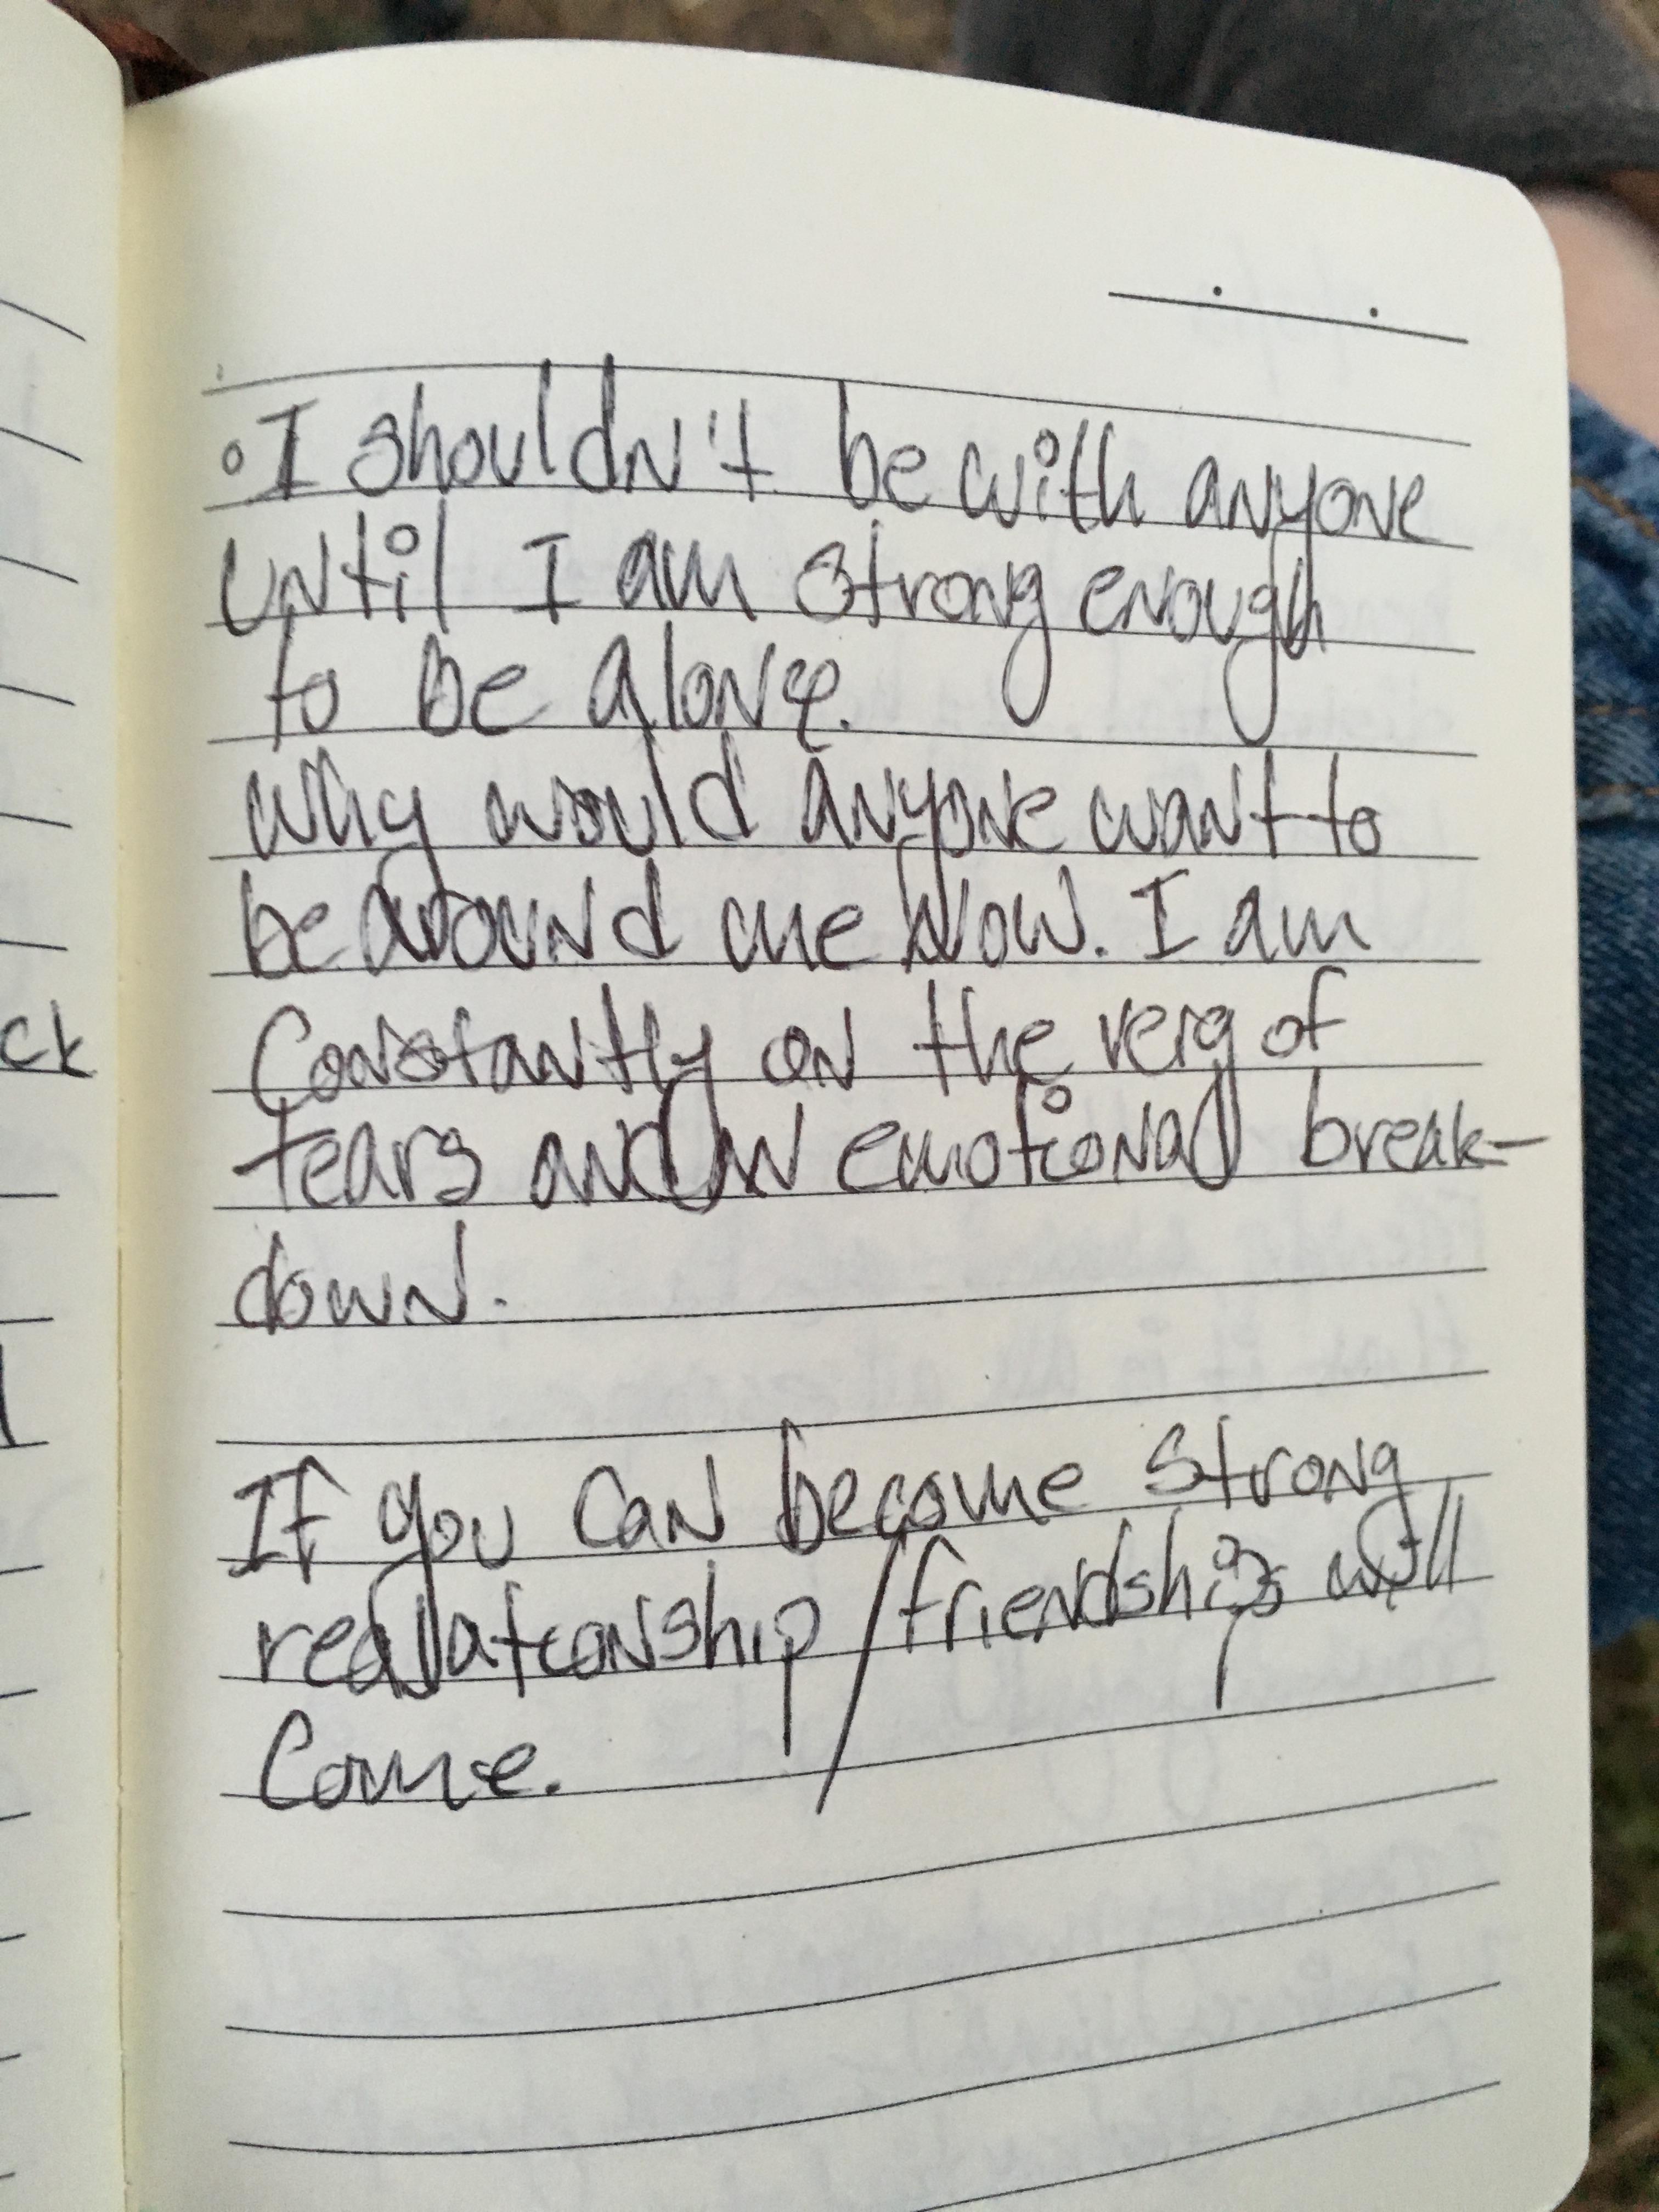 ck
I shouldn't be with anyone
until I am strong enough
to be alone.
why would anyone want to
be around me Now. I am
Constantly on the verg of
tears and an emotional break-
down.
If you can become strong
realationship/friendships will
Come.